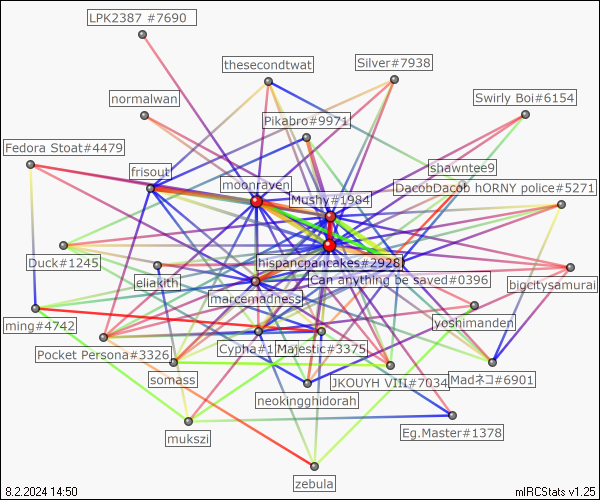 LPK2387 #7690
thesecondtwat
Silver#7938
normalwan
Swirly Boi#6154
Pikabro#9971
Fedora Stoat#4479
frisout
shawntee9
moonraven
DacobDacob hORNY police#5271
Mushy#1984
Duck#1245
hispancpancakes#2928
eliakith
Can anything be saved#0396
bigcitysamurai
marcemadness
ming#4742
yoshimanden
Pocket Persona#3326
Cypha#1
Majestic#3375
somass
JKOUYH VIII#7034
Madネコ#6901
neokingghidorah
mukszi
Eg.Master#1378
zebula
8.2.2024 14:50
mIRCStats v1.25